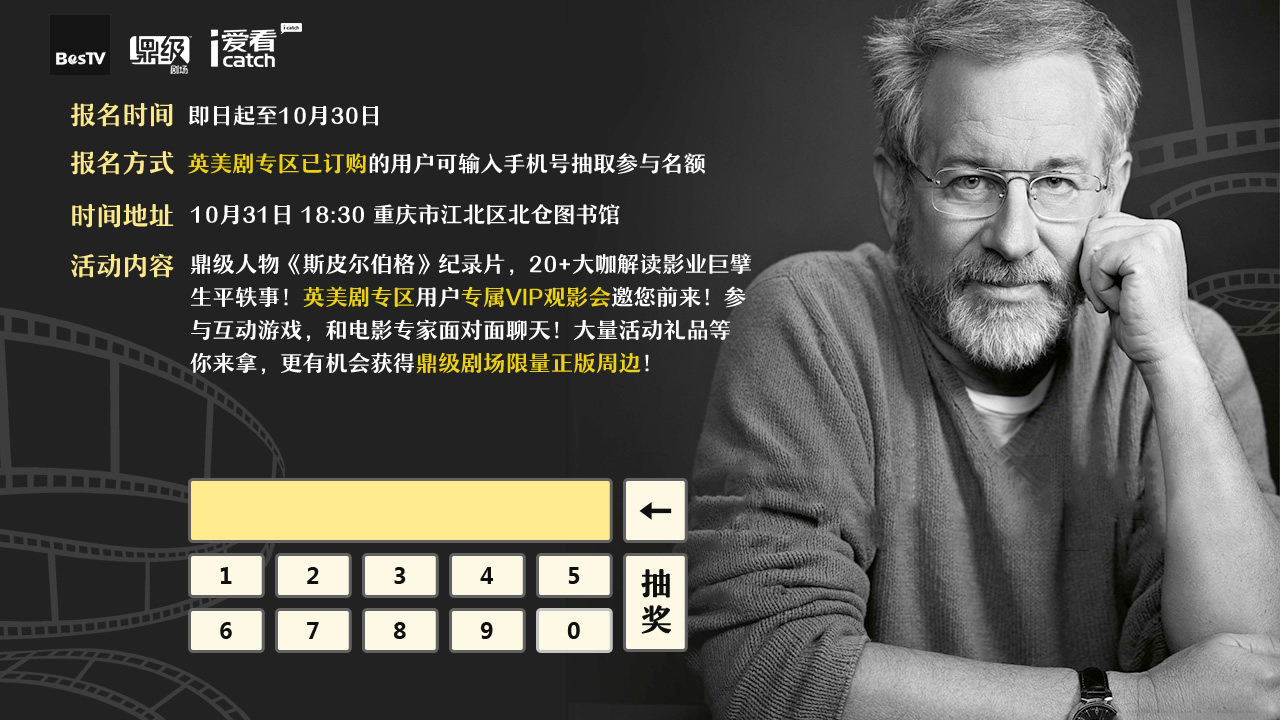 BesTV
鼎级
剧场
i爱看
catch
i catch
报名时间 即日起至10月30日
报名方式 英美剧专区已订购的用户可输入手机号抽取参与名额
时间地址 10月31日 18:30 重庆市江北区北仓图书馆
活动内容 鼎级人物《斯皮尔伯格》纪录片，20+大咖解读影业巨擘
生平轶事！英美剧专区用户专属VIP观影会邀您前来！参
与互动游戏，和电影专家面对面聊天！大量活动礼品等
你来拿，更有机会获得鼎级剧场限量正版周边！
←
1 2 3 4 5
抽奖
6 7 8 9 0